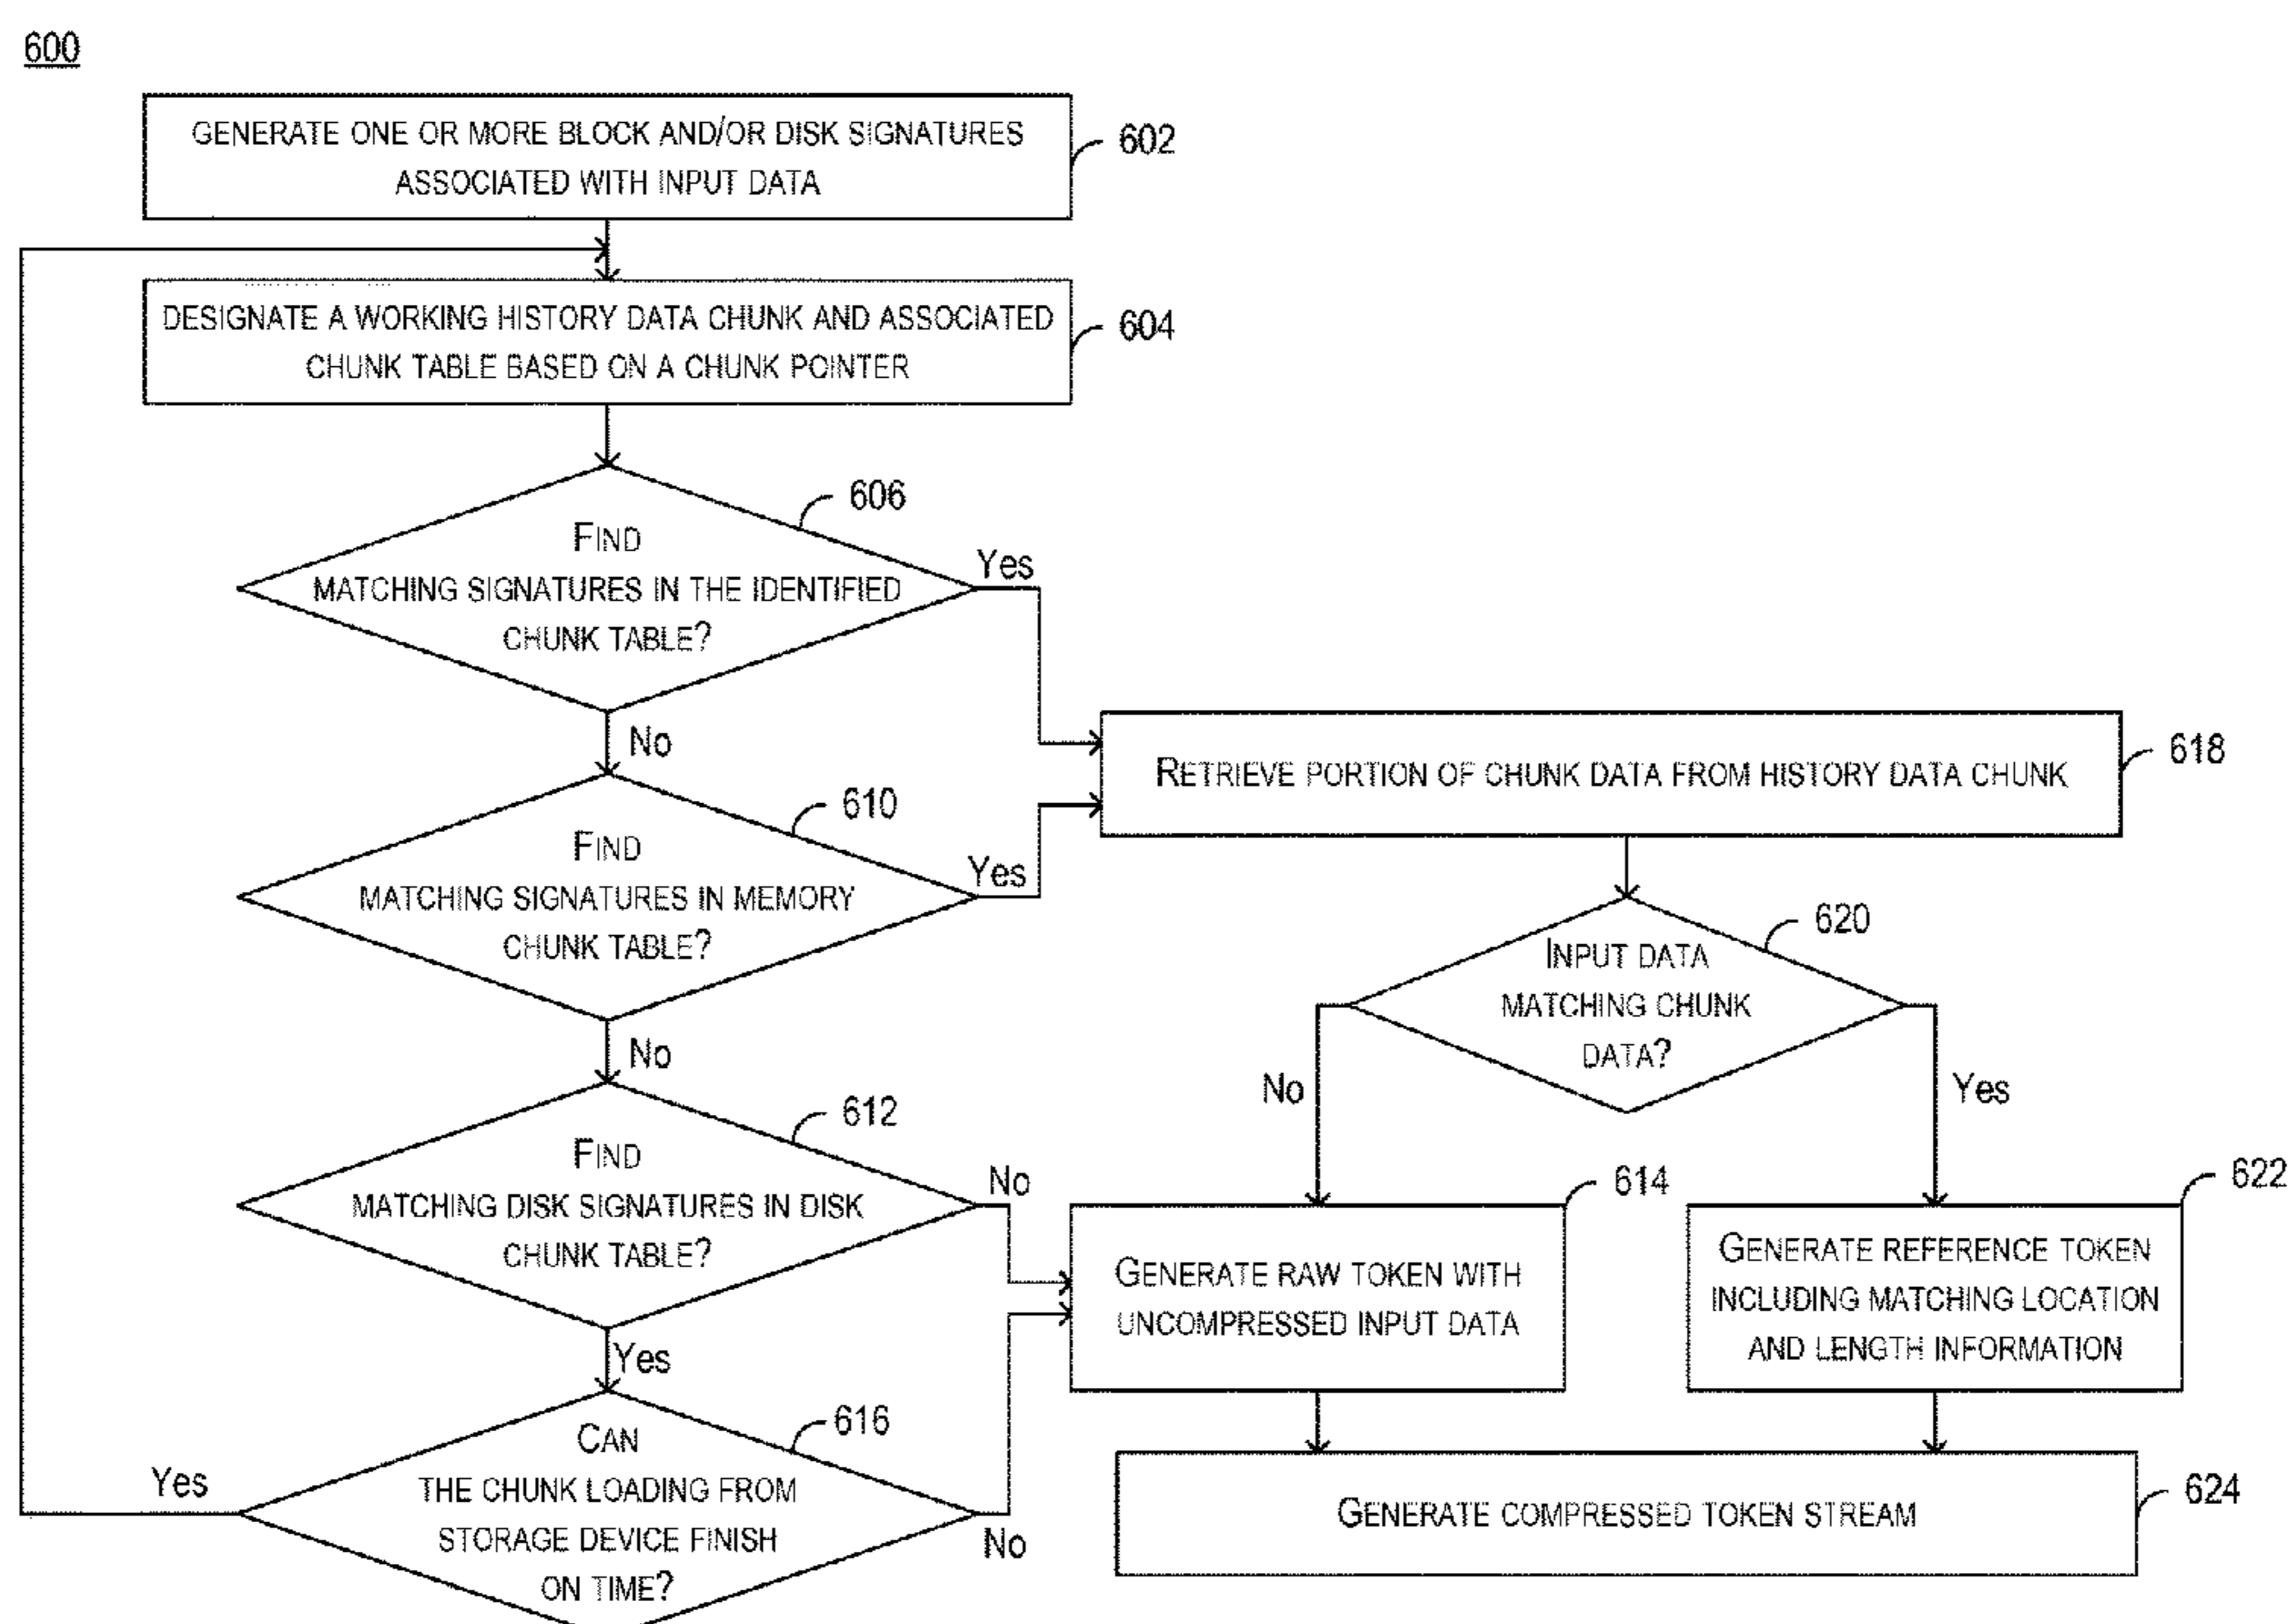 600
GENERATE ONE OR MORE BLOCK AND/OR DISK SIGNATURES
ASSOCIATED WITH INPUT DATA
602
DESIGNATE A WORKING HISTORY DATA CHUNK AND ASSOCIATED
CHUNK TABLE BASED ON A CHUNK POINTER
604
606
FIND
MATCHING SIGNATURES IN THE IDENTIFIED
CHUNK TABLE?
Yes
No
610
FIND
MATCHING SIGNATURES IN MEMORY
CHUNK TABLE?
Yes
No
612
FIND
MATCHING DISK SIGNATURES IN DISK
CHUNK TABLE?
No
Yes
616
CAN
THE CHUNK LOADING FROM
STORAGE DEVICE FINISH
ON TIME?
Yes
No
RETRIEVE PORTION OF CHUNK DATA FROM HISTORY DATA CHUNK
618
620
INPUT DATA
MATCHING CHUNK
DATA?
No
Yes
614
GENERATE RAW TOKEN WITH
UNCOMPRESSED INPUT DATA
622
GENERATE REFERENCE TOKEN
INCLUDING MATCHING LOCATION
AND LENGTH INFORMATION
GENERATE COMPRESSED TOKEN STREAM
624